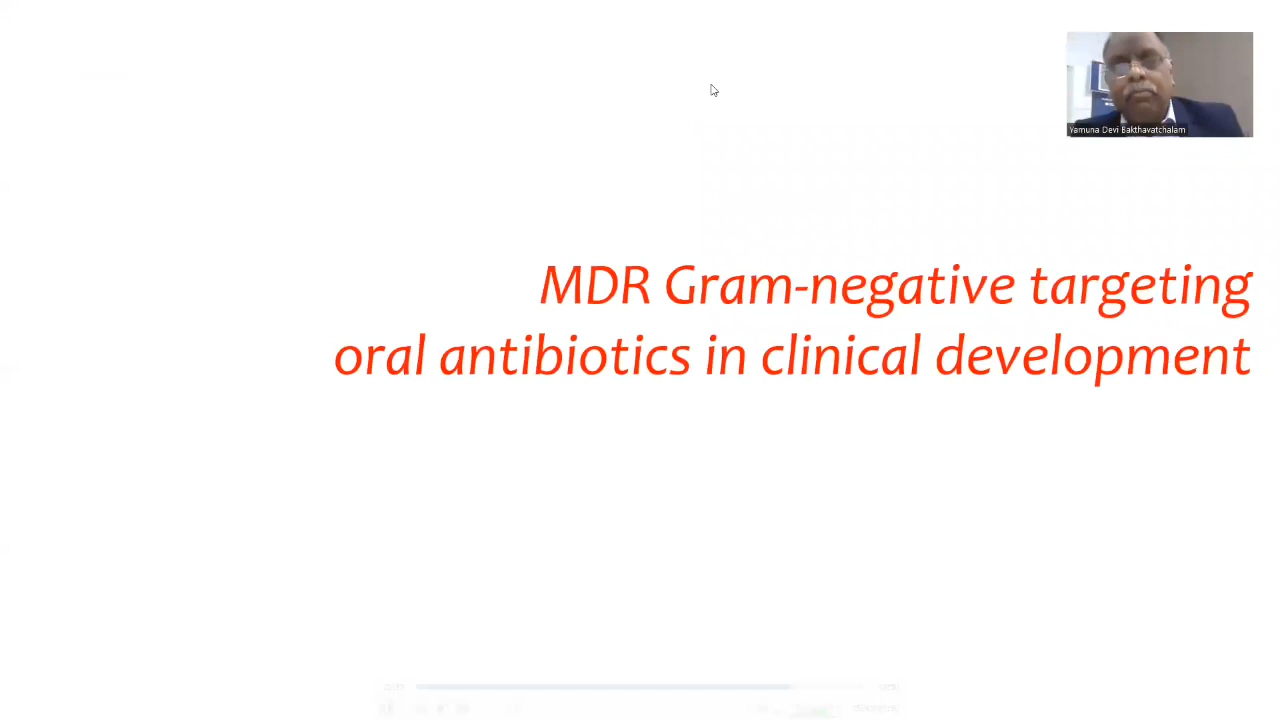 Yamuna Devi Bakthavatchalam
MDR Gram-negative targeting
oral antibiotics in clinical development